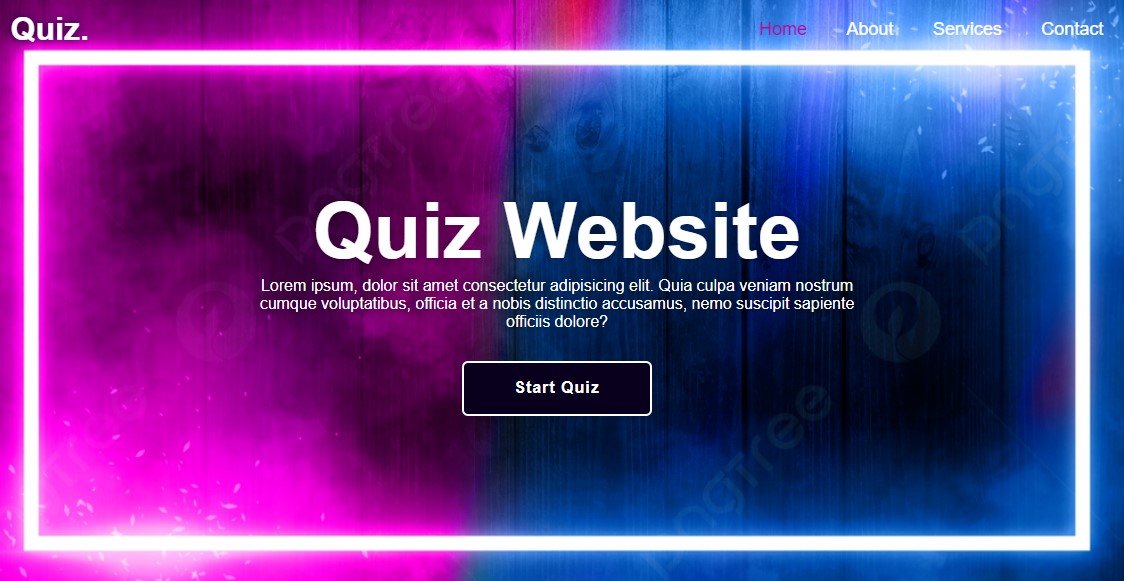 Quiz.
Home About Services Contact
Quiz Website
Lorem ipsum, dolor sit amet consectetur adipisicing elit. Quia culpa veniam nostrum
cumque voluptatibus, officia et a nobis distinctio accusamus, nemo suscipit sapiente
officiis dolore?
Start Quiz
pngtree
pngtree
pngtree
pngtree